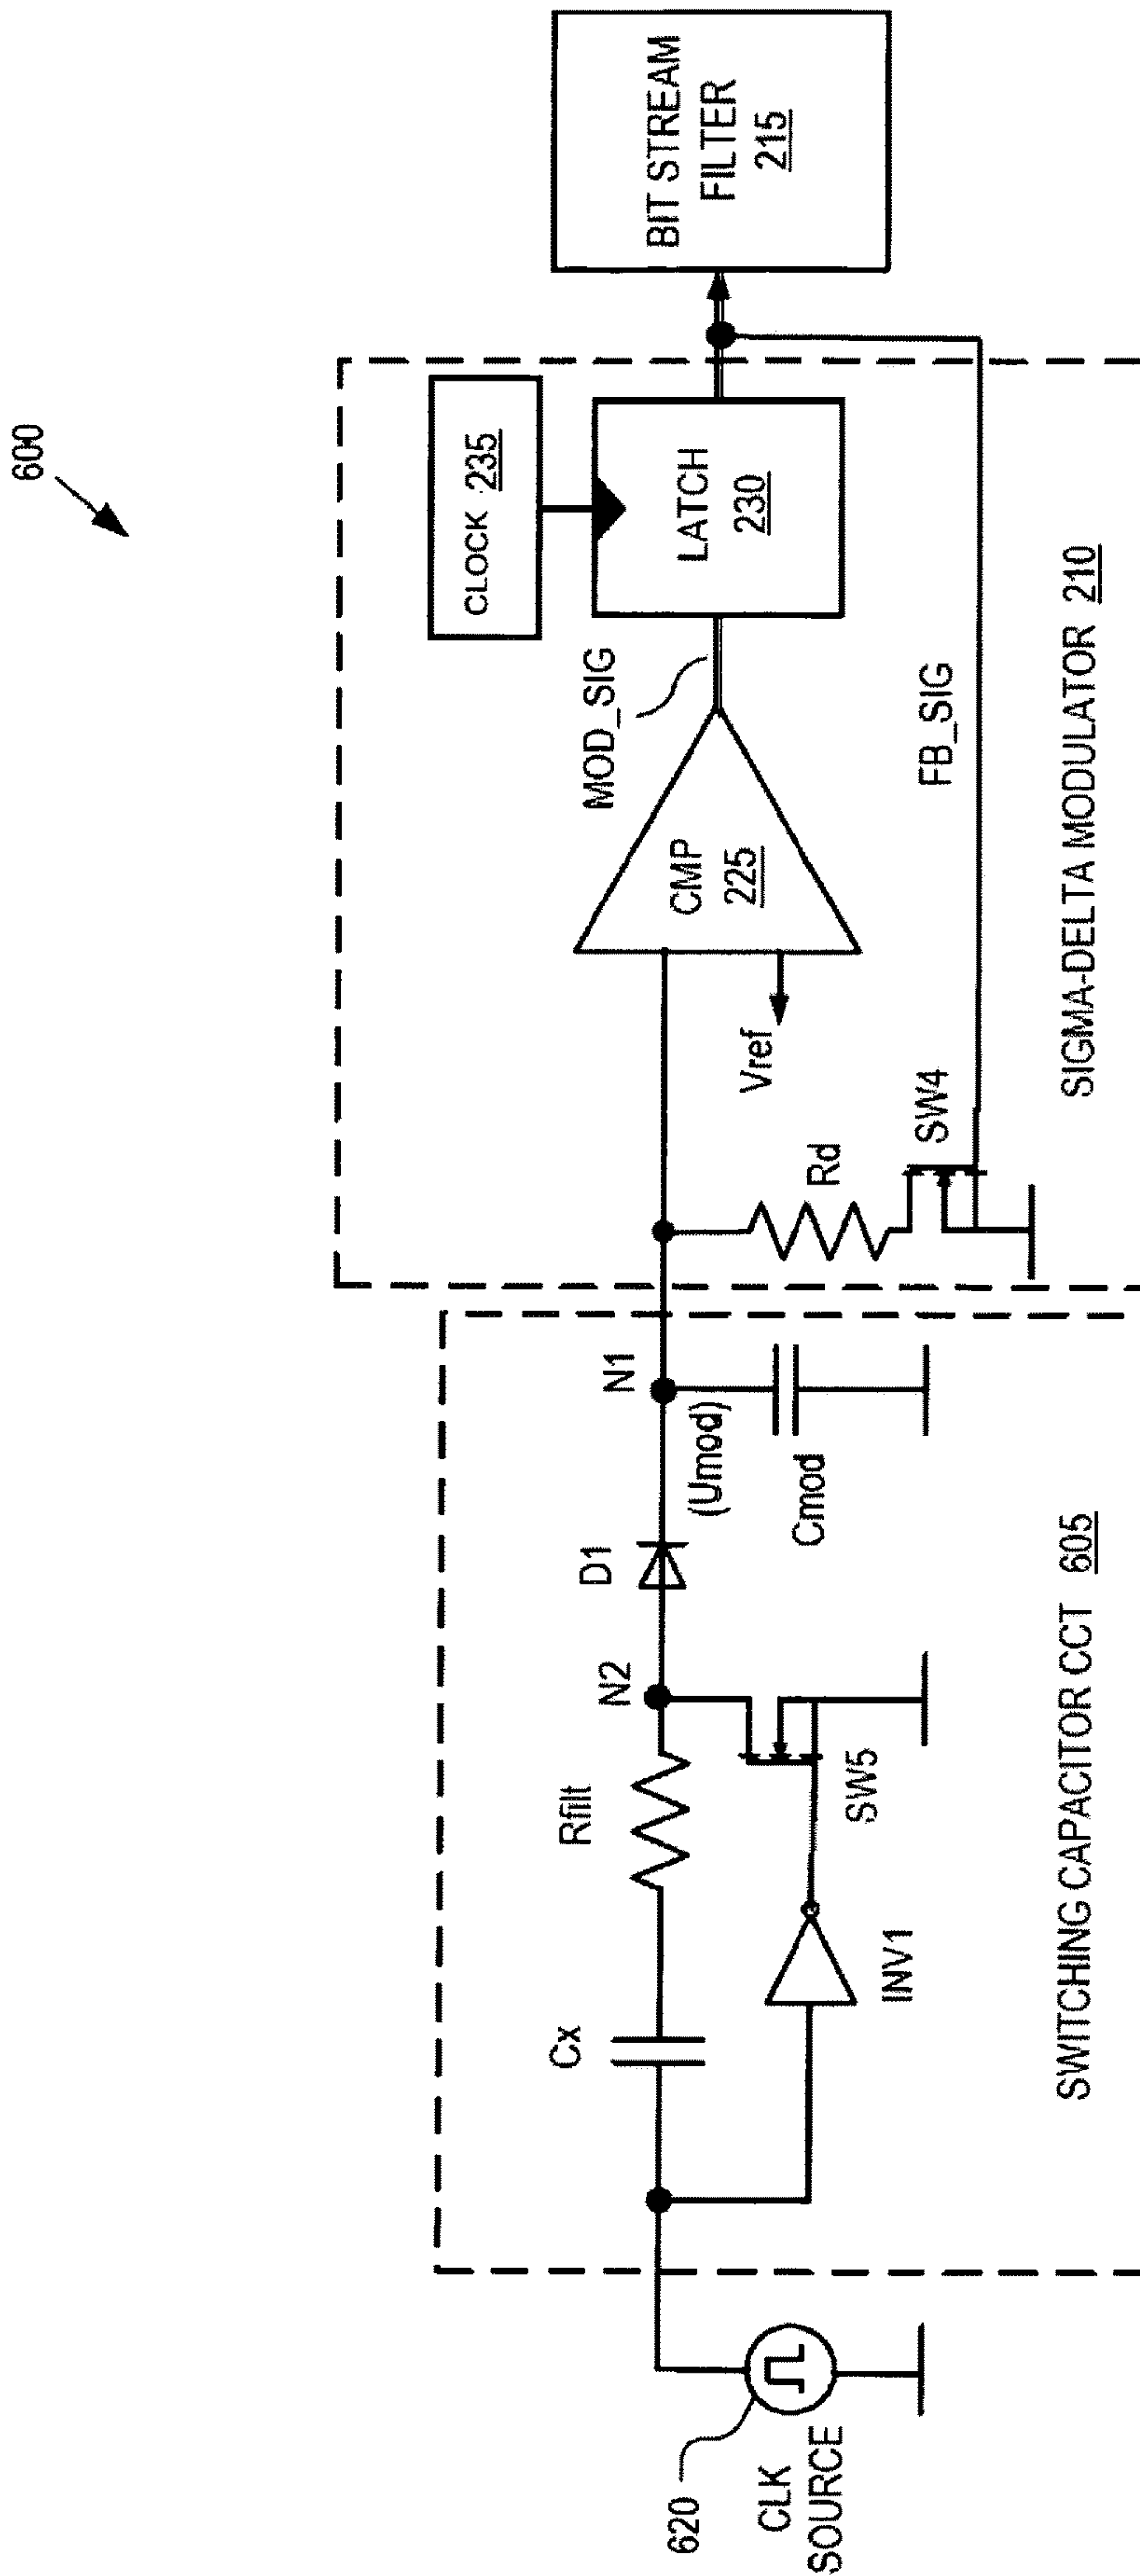 600
CLOCK 235
BIT STREAM
FILTER
215
LATCH
230
MOD_SIG
CMP
225
Vref
FB_SIG
SW4
Rd
SIGMA-DELTA MODULATOR 210
N1
(Umod)
Cmod
D1
N2
Rfilt
SW5
Cx
INV1
SWITCHING CAPACITOR CCT 605
620
CLK
SOURCE